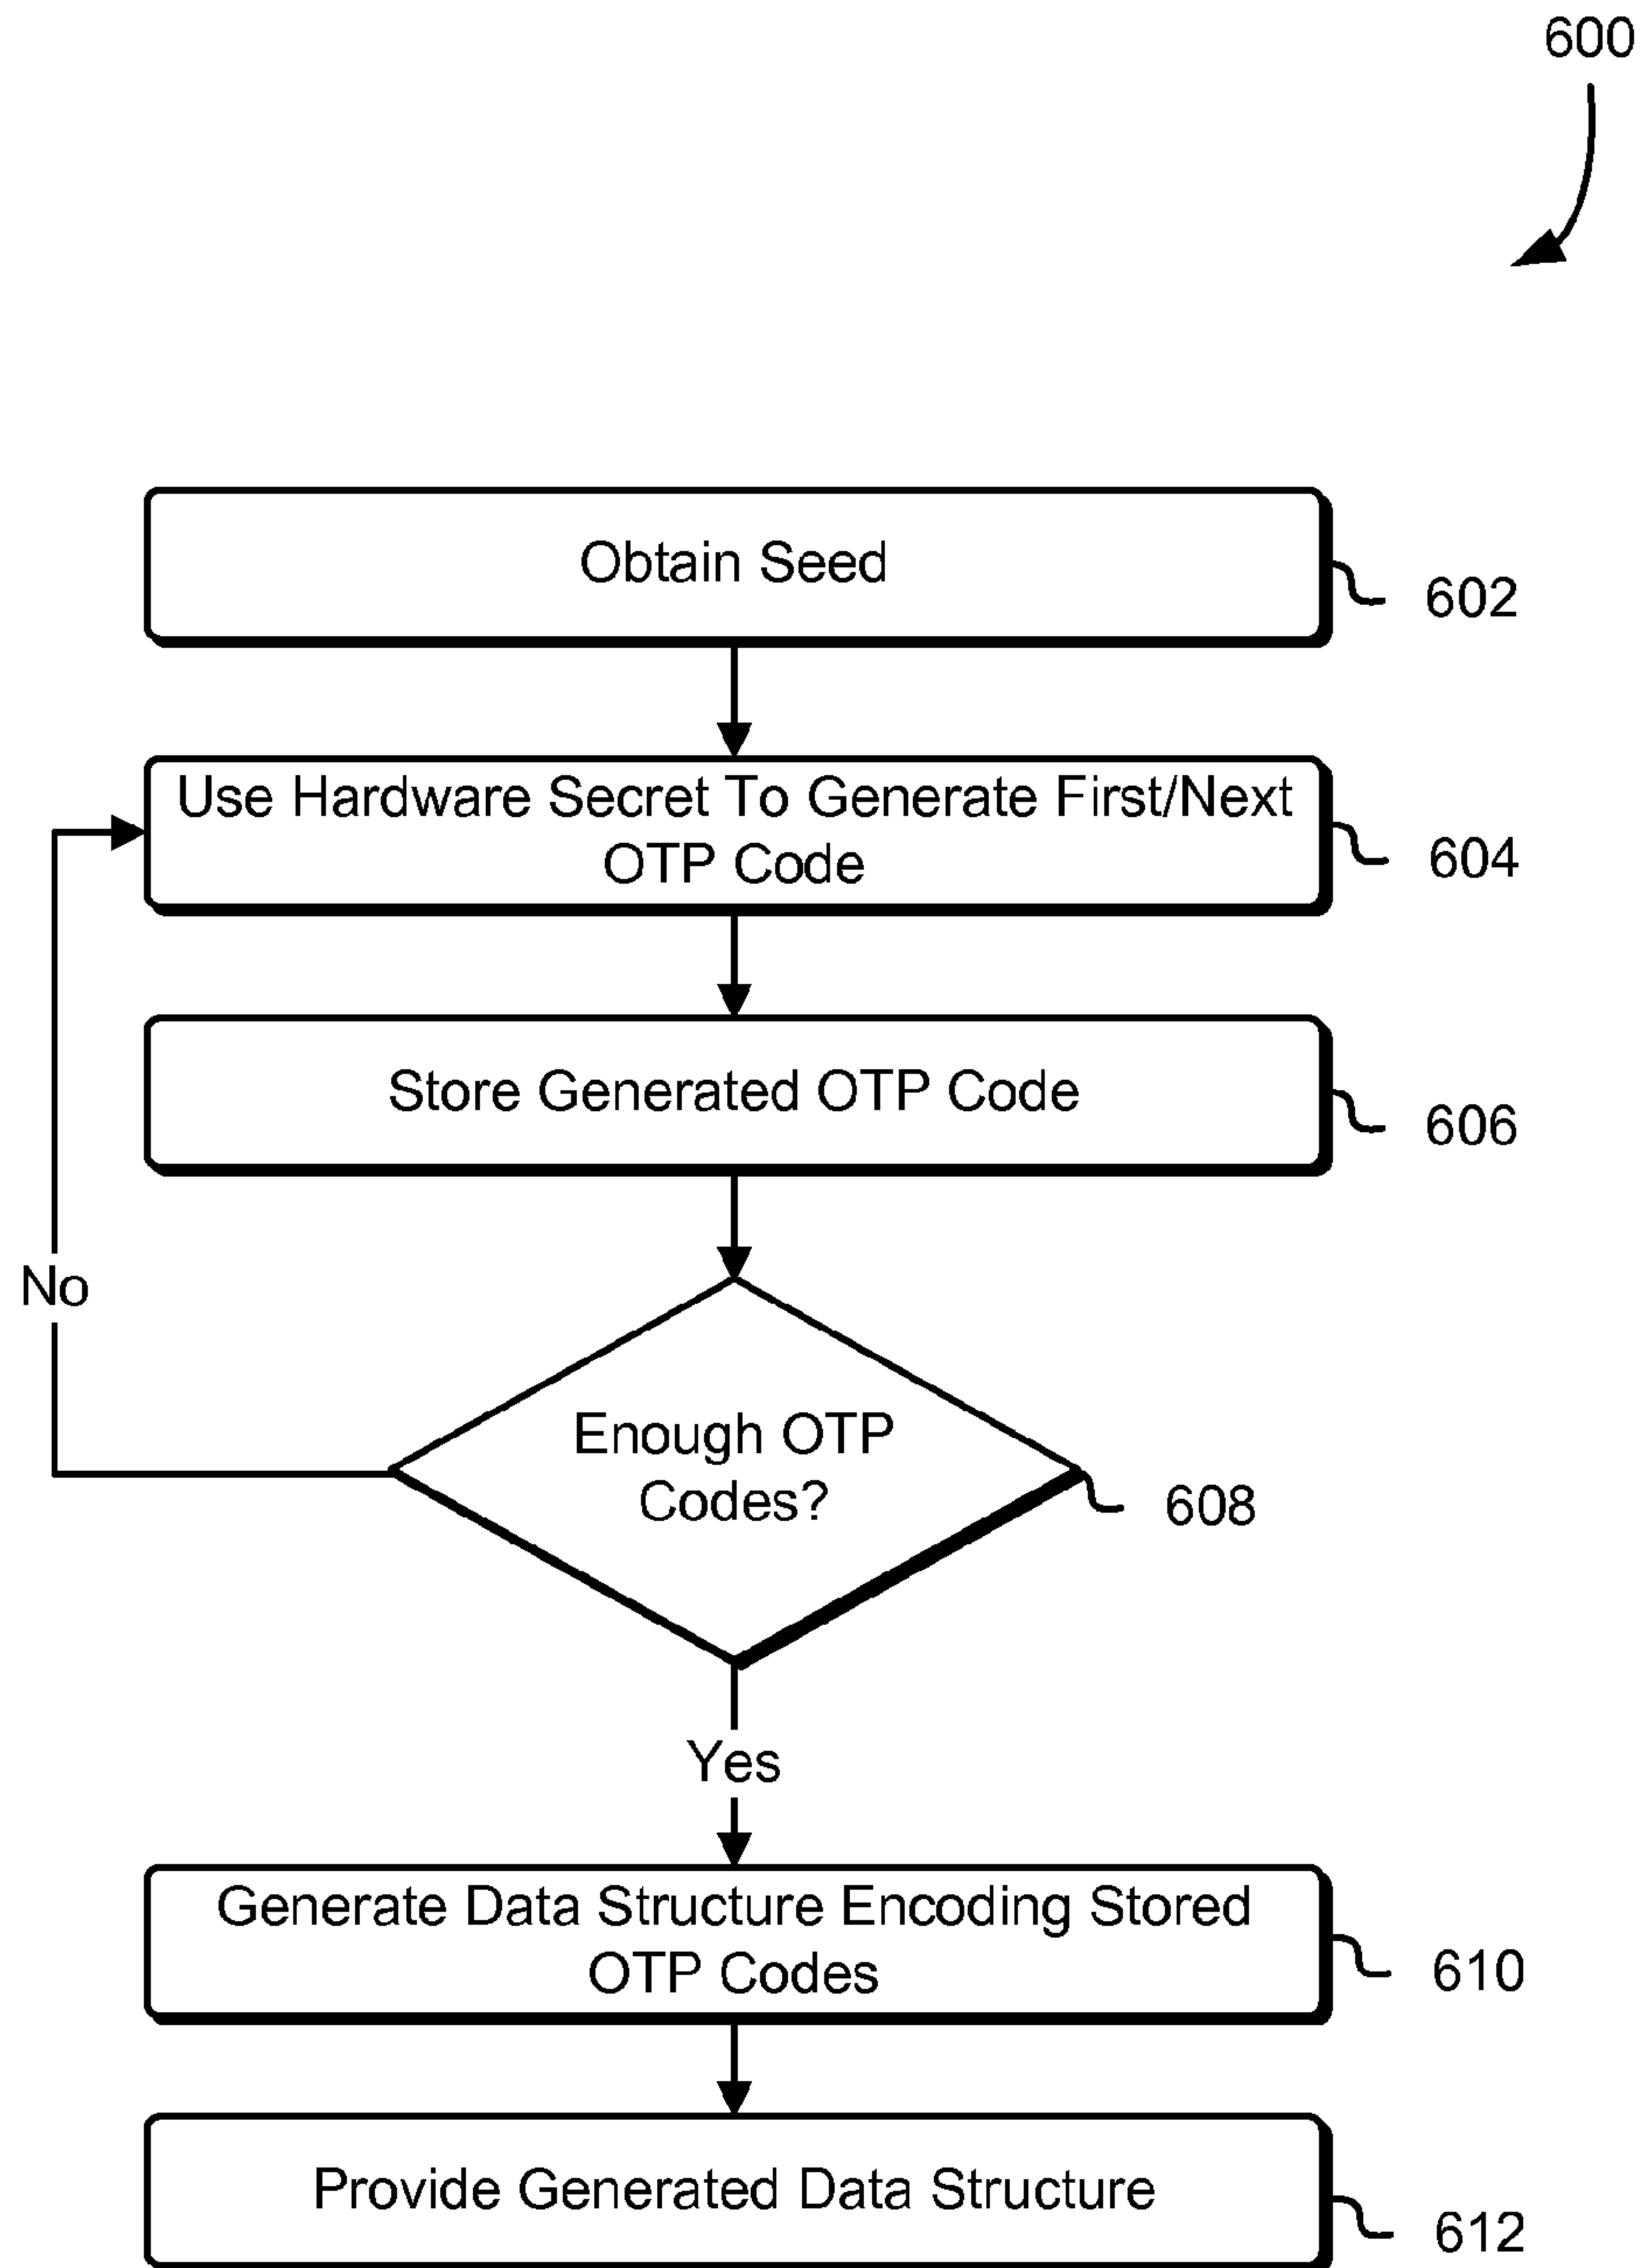 600
Obtain Seed
602
Use Hardware Secret To Generate First/Next
OTP Code
604
Store Generated OTP Code
606
No
Enough OTP
Codes?
608
Yes
Generate Data Structure Encoding Stored
OTP Codes
610
Provide Generated Data Structure
612